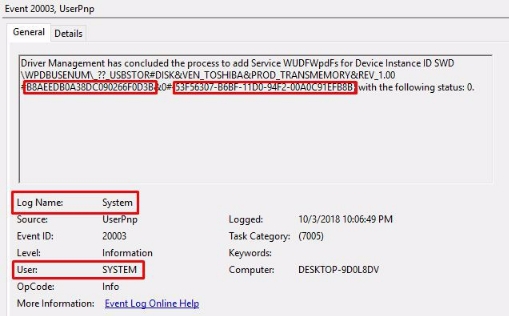 Event 20003, UserPnp
General Details
Driver Management has concluded the process to add Service WUDFWpdFs for Device Instance ID SWD
\WPDBUSENUM\_??_USBSTOR#DISK&VEN_TOSHIBA&PROD_TRANSMEMORY&REV_1.00
#B8AEEDB0A38DC090266F0D3B&0#{53F56307-B6BF-11D0-94F2-00A0C91EFB8B} with the following status: 0.
Log Name: System
Source: UserPnp Logged: 10/3/2018 10:06:49 PM
Event ID: 20003 Task Category: (7005)
Level: Information Keywords:
User: SYSTEM Computer: DESKTOP-9D0L8DV
OpCode: Info
More Information: Event Log Online Help